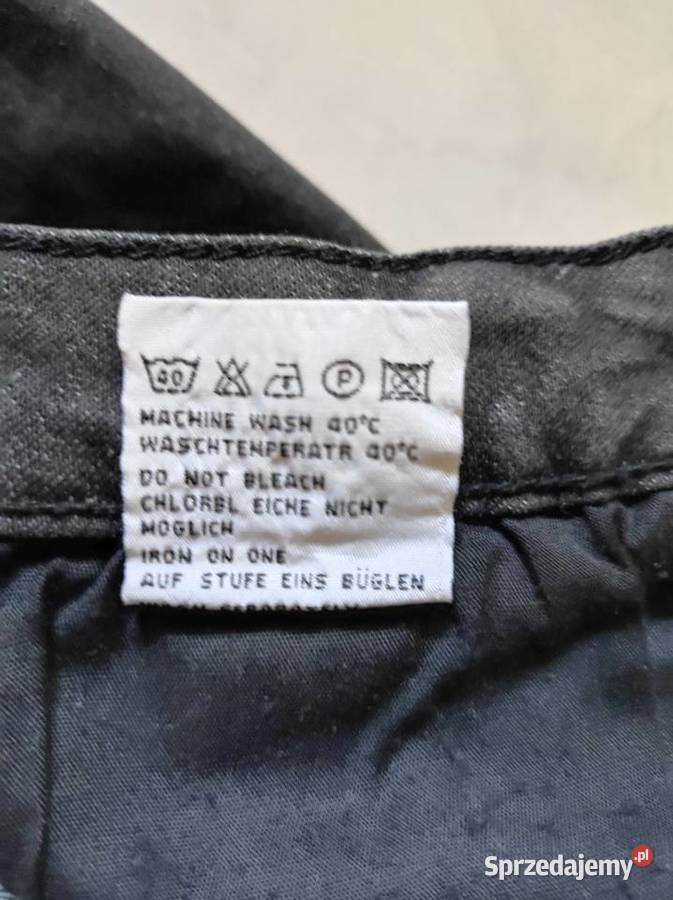 40 P
MACHINE WASH 40°C
WASCHTEMPERATR 40°C
DO NOT BLEACH
CHLORBL EICHE NICHT
MOGLICH
IRON ON ONE
AUF STUFE EINS BÜGLEN
Sprzedajemy.pl